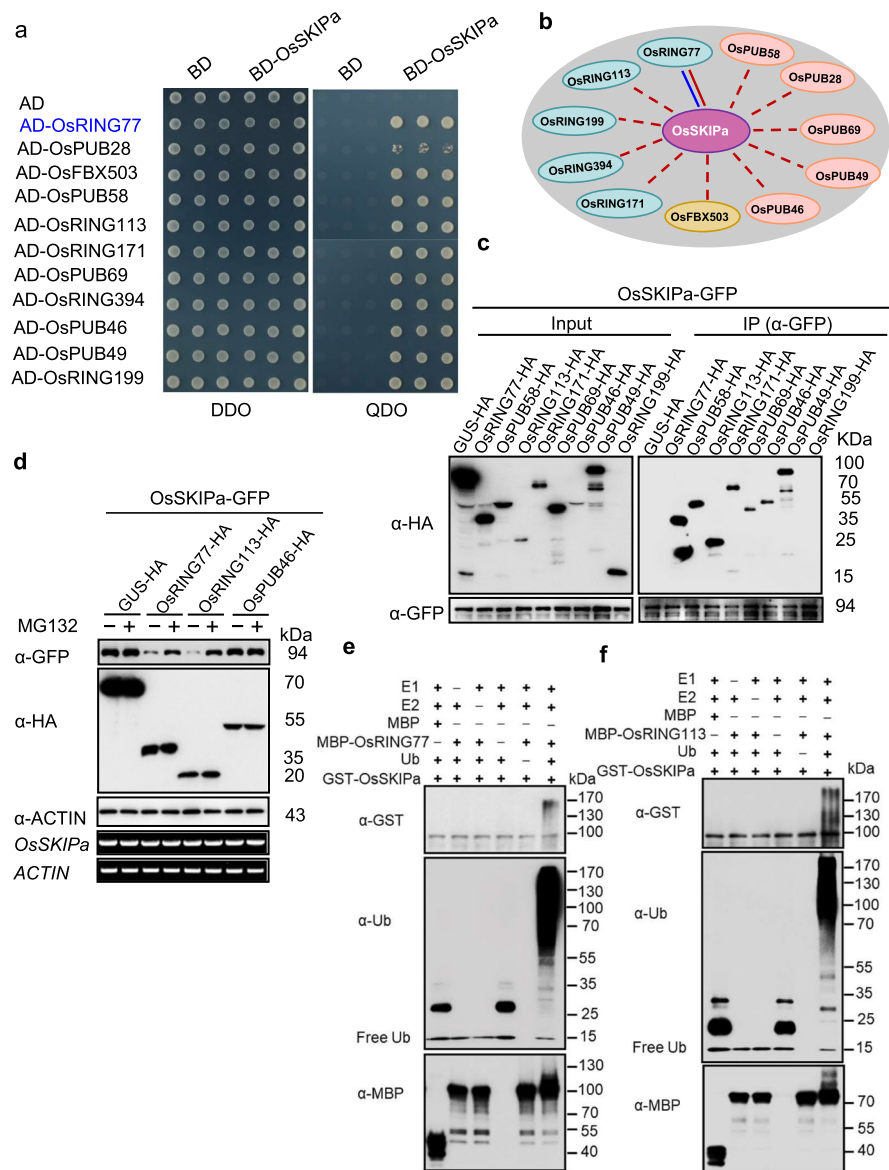 a
BD
BD-OsSKIPa
BD
BD-OsSKIPa
AD
AD-OsRING77
AD-OsPUB28
AD-OsFBX503
AD-OsPUB58
AD-OsRING113
AD-OsRING171
AD-OsPUB69
AD-OsRING394
AD-OsPUB46
AD-OsPUB49
AD-OsRING199
DDO
QDO
b
OsRING77
OsPUB58
OsRING113
OsPUB28
OsRING199
OsSKIPa
OsPUB69
OsRING394
OsPUB49
OsRING171
OsFBX503
OsPUB46
c
OsSKIPa-GFP
Input
IP (α-GFP)
GUS-HA
OsRING77-HA
OsPUB58-HA
OsRING113-HA
OsRING171-HA
OsPUB69-HA
OsPUB46-HA
OsPUB49-HA
OsRING199-HA
GUS-HA
OsRING77-HA
OsPUB58-HA
OsRING113-HA
OsRING171-HA
OsPUB69-HA
OsPUB46-HA
OsPUB49-HA
OsRING199-HA
KDa
100
70
55
35
25
15
α-HA
α-GFP
94
d
OsSKIPa-GFP
GUS-HA
OsRING77-HA
OsRING113-HA
OsPUB46-HA
MG132 − + − + − + − +
kDa
α-GFP 94
70
α-HA 55
35
20
α-ACTIN 43
OsSKIPa
ACTIN
e
E1 + − + + + +
E2 + + − + + +
MBP + − − − − −
MBP-OsRING77 − + + − + +
Ub + + + + − +
GST-OsSKIPa + + + + + +
kDa
α-GST
170
130
100
α-Ub
170
130
100
70
55
35
25
Free Ub 15
α-MBP
130
100
70
55
40
f
E1 + − + + + +
E2 + + − + + +
MBP + − − − − −
MBP-OsRING113 − + + − + +
Ub + + + + − +
GST-OsSKIPa + + + + + +
kDa
α-GST
170
130
100
α-Ub
170
130
100
70
55
35
25
Free Ub 15
α-MBP
70
55
40